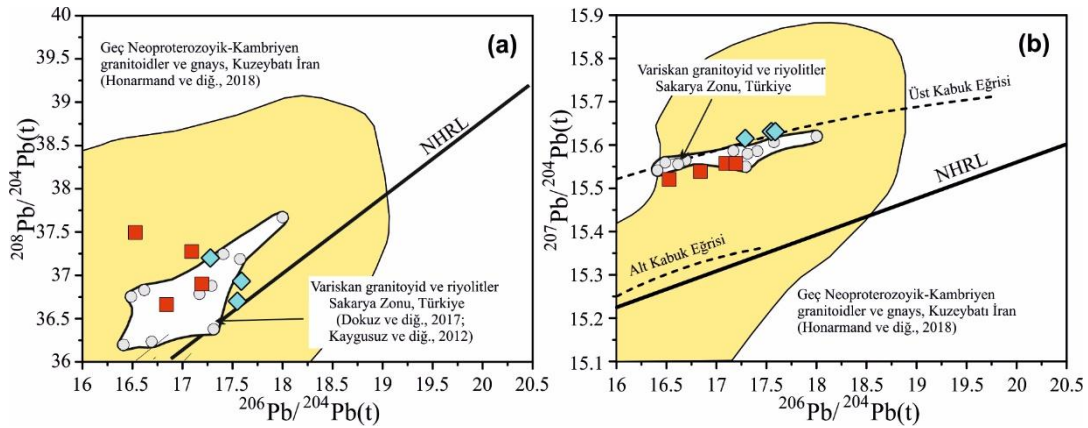 (a)
Geç Neoproterozoyik-Kambriyen
granitoidler ve gnays, Kuzeybatı İran
(Honarmand ve diğ., 2018)
NHRL
Variskan granitoyid ve riyolitler
Sakarya Zonu, Türkiye
(Dokuz ve diğ., 2017;
Kaygusuz ve diğ., 2012)
208Pb/204Pb(t)
40
39.5
39
38.5
38
37.5
37
36.5
36
16 16.5 17 17.5 18 18.5 19 19.5 20 20.5
206Pb/204Pb(t)
(b)
Variskan granitoyid ve riyolitler
Sakarya Zonu, Türkiye
Üst Kabuk Eğrisi
NHRL
Alt Kabuk Eğrisi
Geç Neoproterozoyik-Kambriyen
granitoidler ve gnays, Kuzeybatı İran
(Honarmand ve diğ., 2018)
207Pb/204Pb(t)
15.9
15.8
15.7
15.6
15.5
15.4
15.3
15.2
15.1
16 16.5 17 17.5 18 18.5 19 19.5 20 20.5
206Pb/204Pb(t)